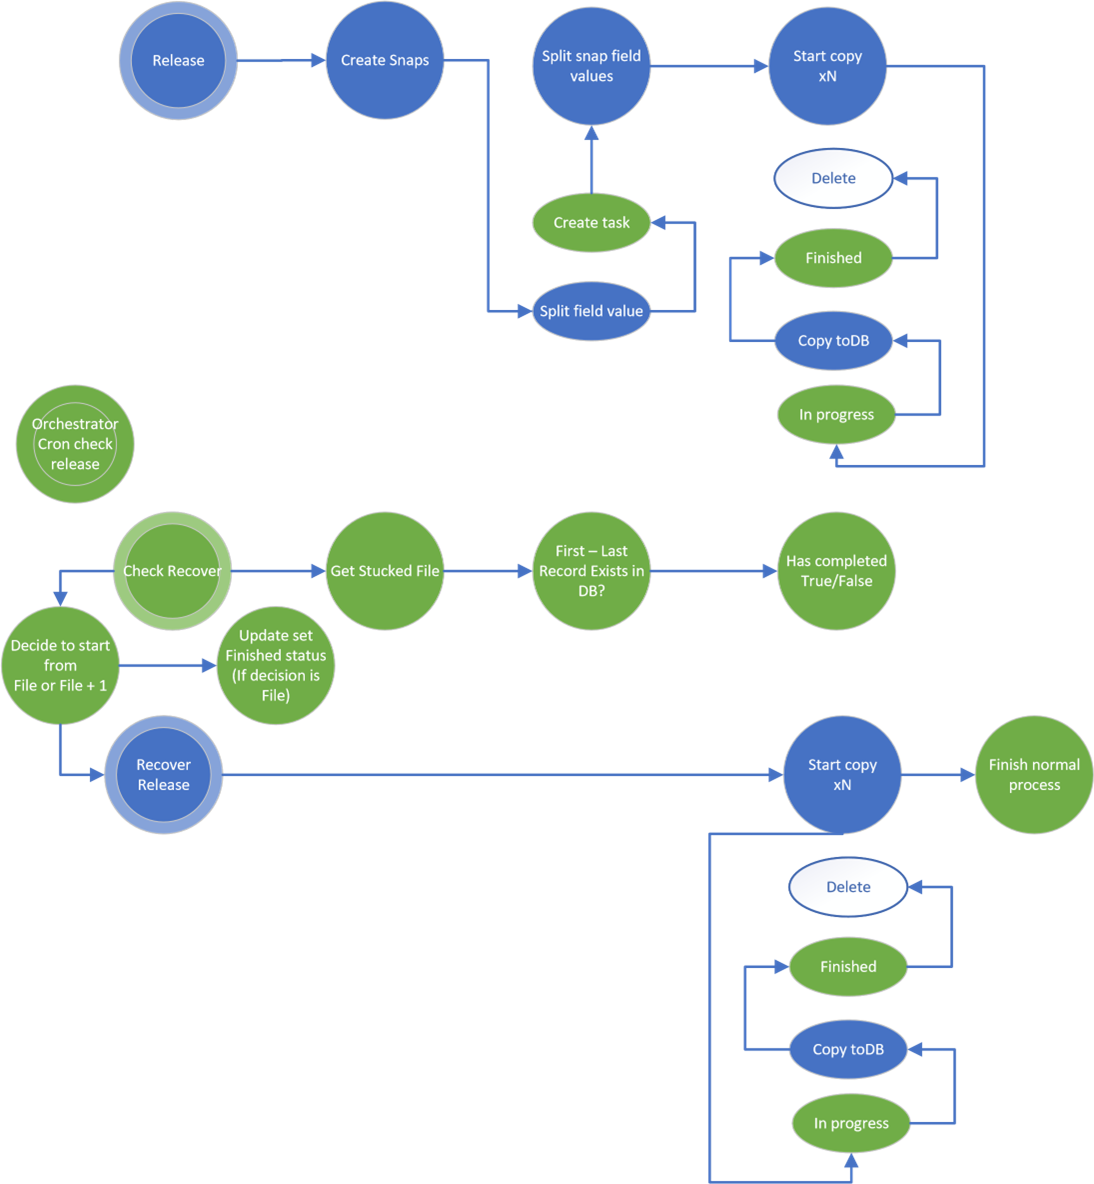 Release
Create Snaps
Split snap field
values
Start copy
xN
Delete
Create task
Finished
Split field value
Copy toDB
In progress
Orchestrator
Cron check
release
Check Recover
Get Stucked File
First – Last
Record Exists in
DB?
Has completed
True/False
Decide to start
from
File or File + 1
Update set
Finished status
(If decision is
File)
Recover
Release
Start copy
xN
Finish normal
process
Delete
Finished
Copy toDB
In progress